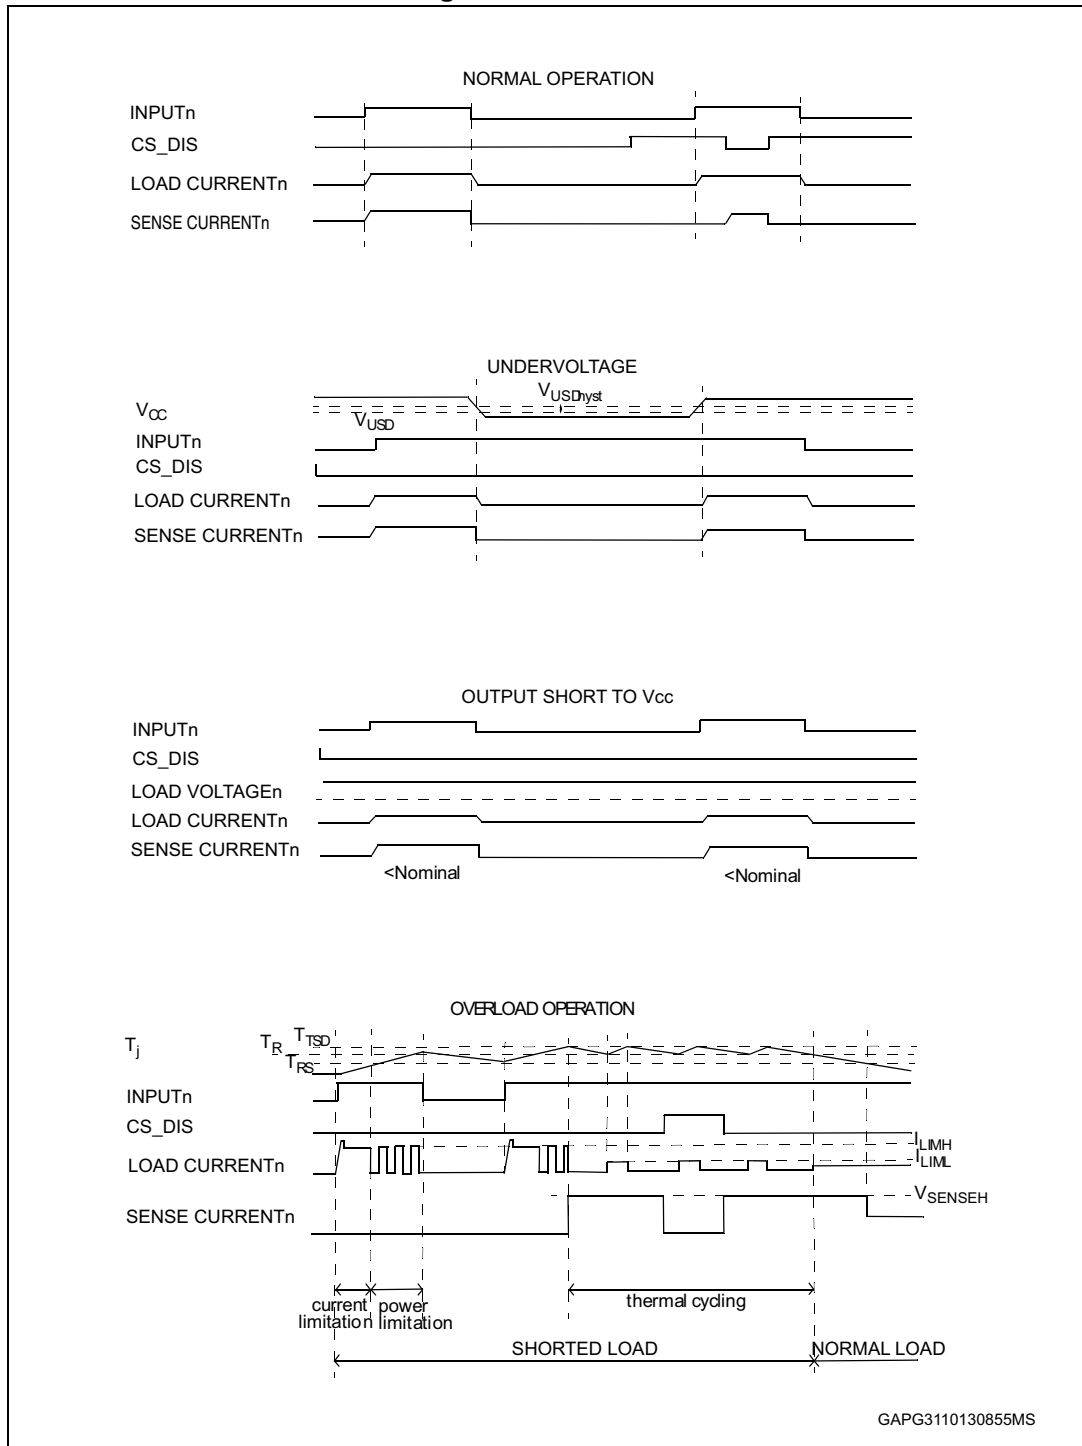 NORMAL OPERATION
INPUTn
CS_DIS
LOAD CURRENTn
SENSE CURRENTn
UNDERVOLTAGE
VUSDhyst
VCC
VUSD
INPUTn
CS_DIS
LOAD CURRENTn
SENSE CURRENTn
OUTPUT SHORT TO Vcc
INPUTn
CS_DIS
LOAD VOLTAGEn
LOAD CURRENTn
SENSE CURRENTn
<Nominal <Nominal
OVERLOAD OPERATION
Tj TR TTSD
TRS
INPUTn
CS_DIS
ILIMH
LOAD CURRENTn ILIML
VSENSEH
SENSE CURRENTn
current power thermal cycling
limitation limitation
SHORTED LOAD NORMAL LOAD
GAPG3110130855MS